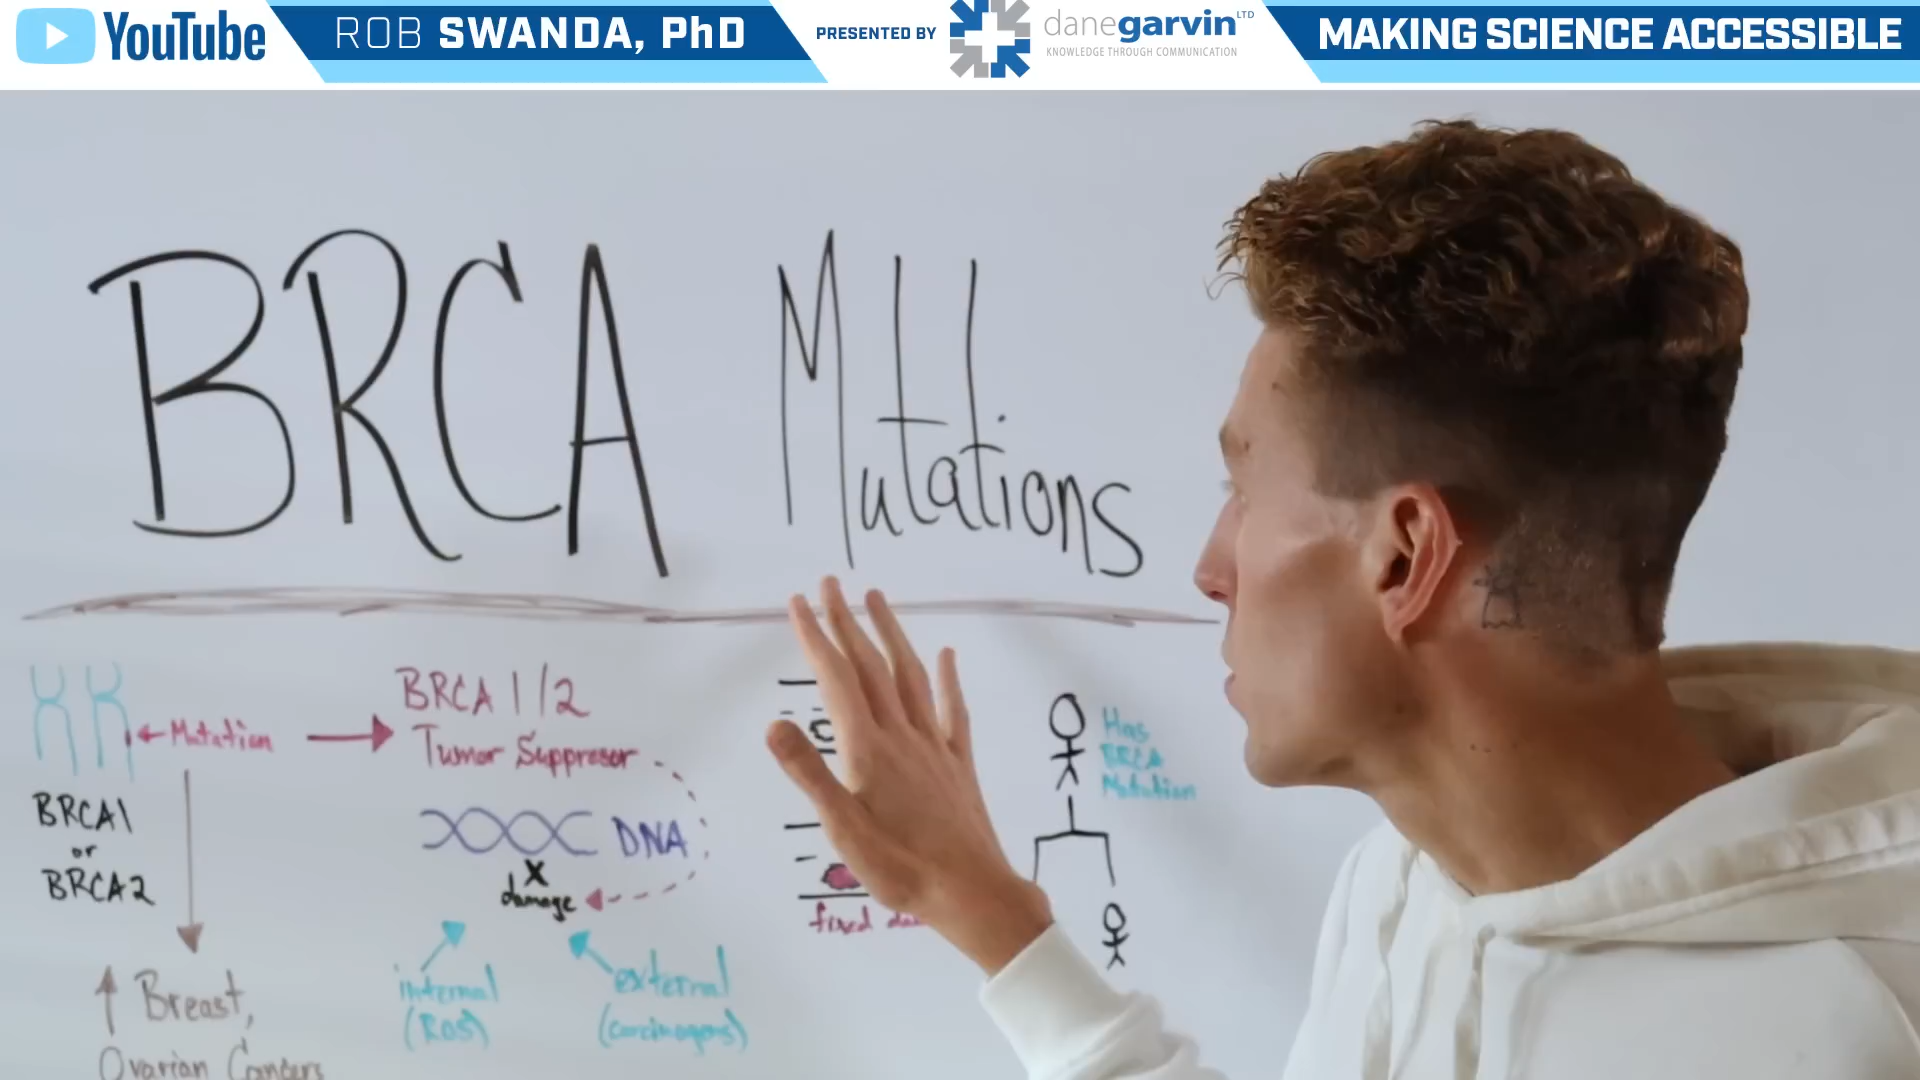 YouTube
ROB SWANDA, PhD
PRESENTED BY
danegarvin LTD
KNOWLEDGE THROUGH COMMUNICATION
MAKING SCIENCE ACCESSIBLE
BRCA Mutations
Mutation
BRCA1
or
BRCA2
↑ Breast,
Ovarian Cancers
BRCA 1/2
Tumor Suppresor
DNA
X
damage
internal
(ROS)
external
(carcinogens)
fixed
Has
BRCA
Mutation